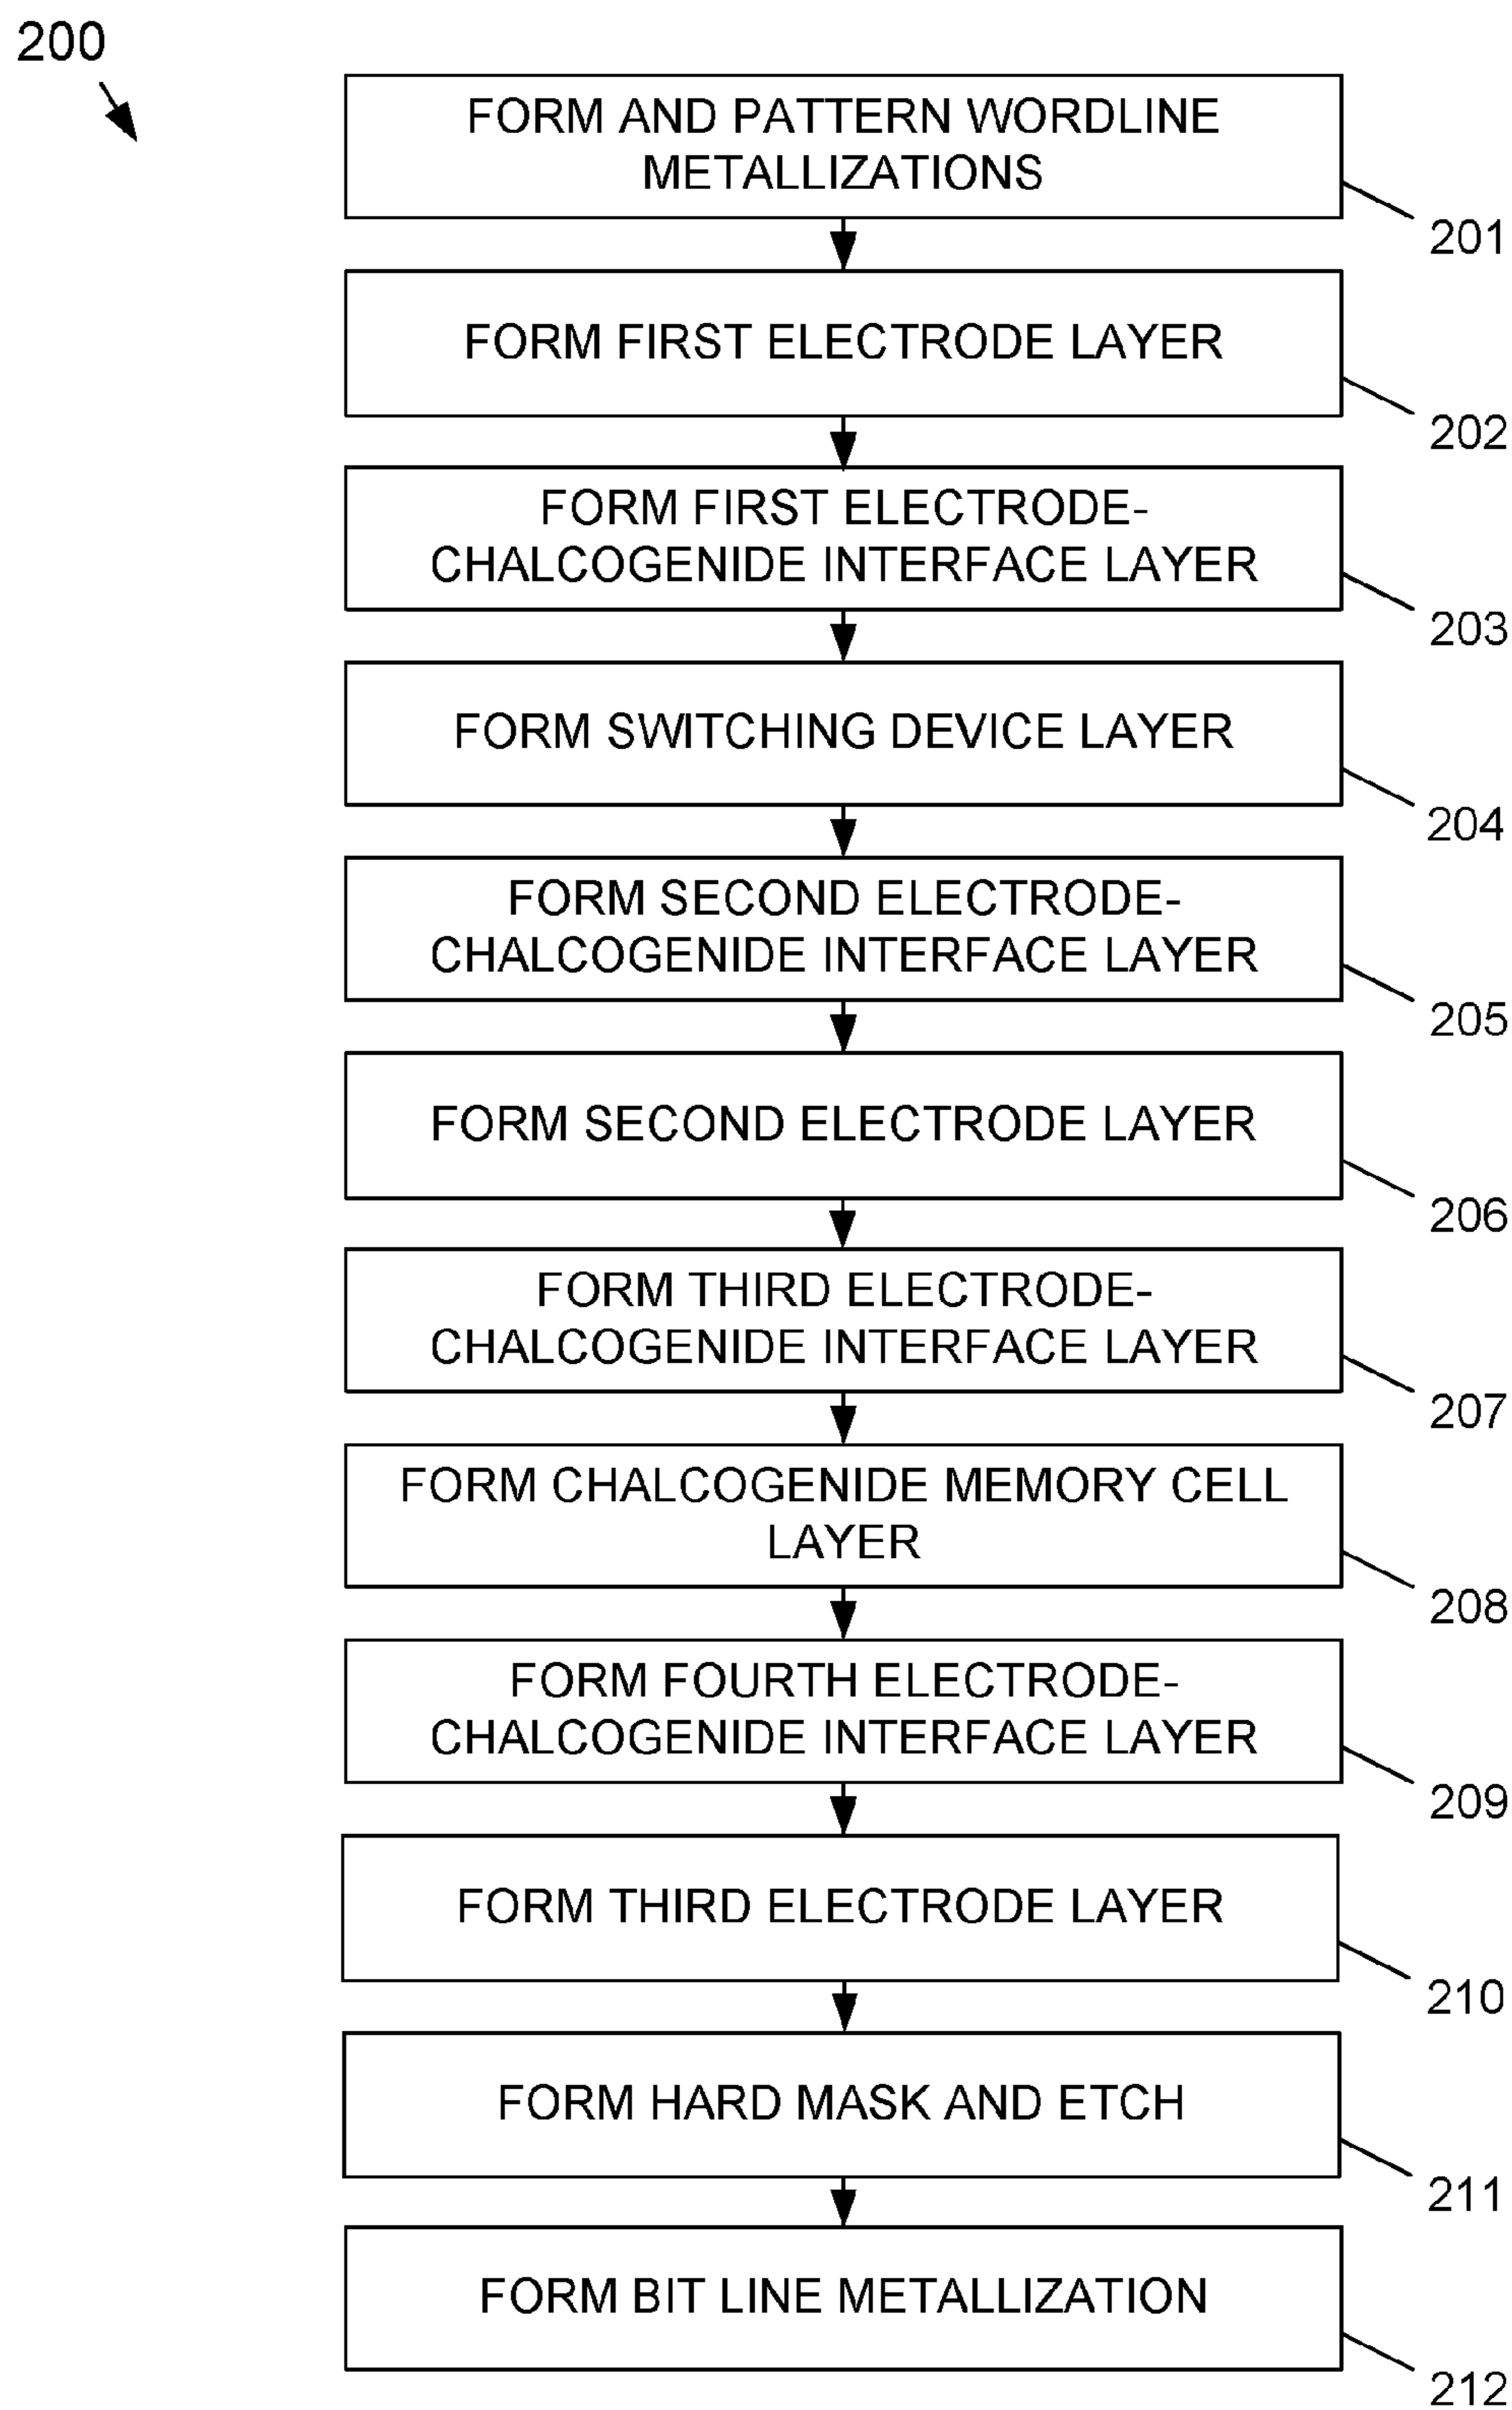 200
FORM AND PATTERN WORDLINE
METALLIZATIONS
201
FORM FIRST ELECTRODE LAYER
202
FORM FIRST ELECTRODE-
CHALCOGENIDE INTERFACE LAYER
203
FORM SWITCHING DEVICE LAYER
204
FORM SECOND ELECTRODE-
CHALCOGENIDE INTERFACE LAYER
205
FORM SECOND ELECTRODE LAYER
206
FORM THIRD ELECTRODE-
CHALCOGENIDE INTERFACE LAYER
207
FORM CHALCOGENIDE MEMORY CELL
LAYER
208
FORM FOURTH ELECTRODE-
CHALCOGENIDE INTERFACE LAYER
209
FORM THIRD ELECTRODE LAYER
210
FORM HARD MASK AND ETCH
211
FORM BIT LINE METALLIZATION
212